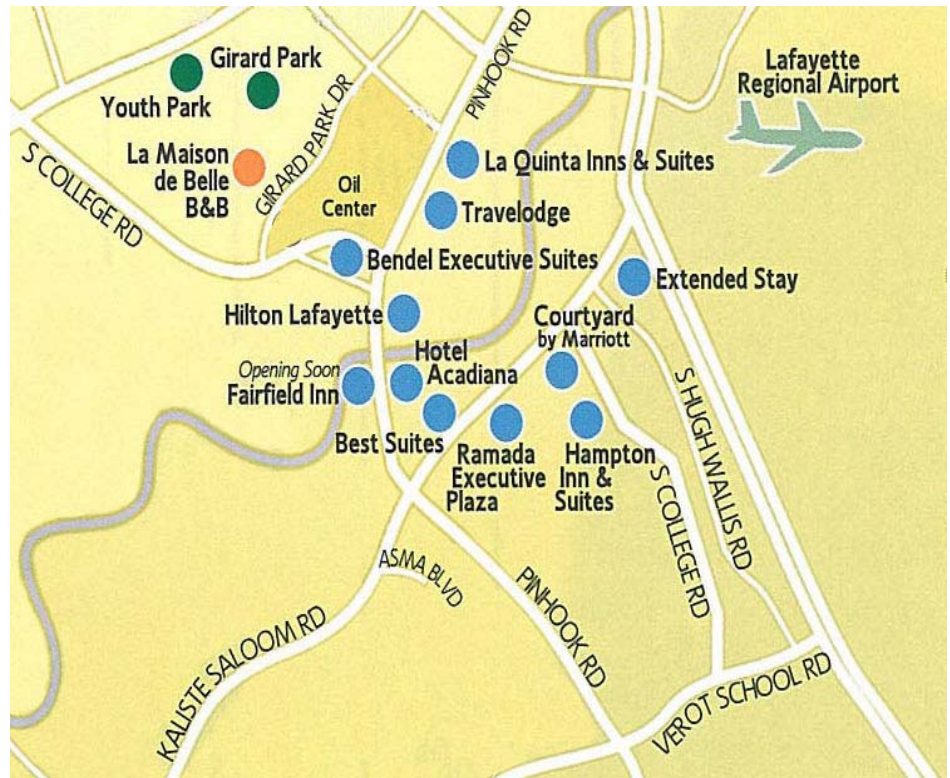 Girard Park
Youth Park
PINHOOK RD
Lafayette
Regional Airport
S COLLEGE RD
La Maison
de Belle
B&B
GIRARD PARK DR
Oil
Center
La Quinta Inns & Suites
Travelodge
Bendel Executive Suites
Extended Stay
Hilton Lafayette
Courtyard
by Marriott
Opening Soon
Fairfield Inn
Hotel
Acadiana
Best Suites
Ramada
Executive
Plaza
Hampton
Inn &
Suites
S HUGH WALLIS RD
S COLLEGE RD
ASMA BLVD
PINHOOK RD
KALISTE SALOOM RD
VEROT SCHOOL RD